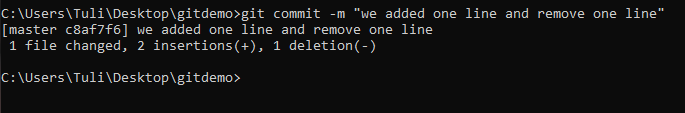 C:\Users\Tuli\Desktop\gitdemo>git commit -m "we added one line and remove one line"
[master c8af7f6] we added one line and remove one line
 1 file changed, 2 insertions(+), 1 deletion(-)
C:\Users\Tuli\Desktop\gitdemo>